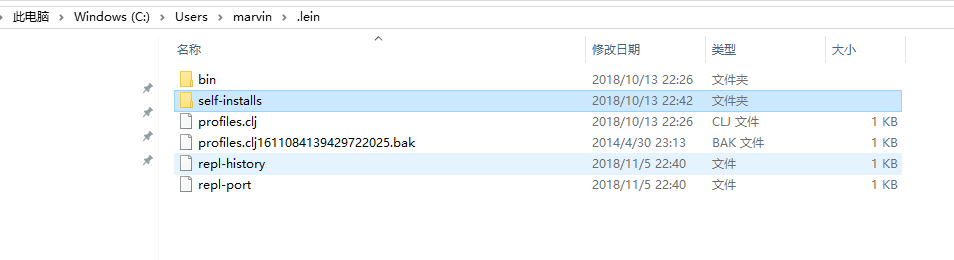 此电脑 > Windows (C:) > Users > marvin > .lein
名称 修改日期 类型 大小
bin 2018/10/13 22:26 文件夹
self-installs 2018/10/13 22:42 文件夹
profiles.clj 2018/10/13 22:26 CLJ 文件 1 KB
profiles.clj1611084139429722025.bak 2014/4/30 23:13 BAK 文件 1 KB
repl-history 2018/11/5 22:40 文件 1 KB
repl-port 2018/11/5 22:40 文件 1 KB